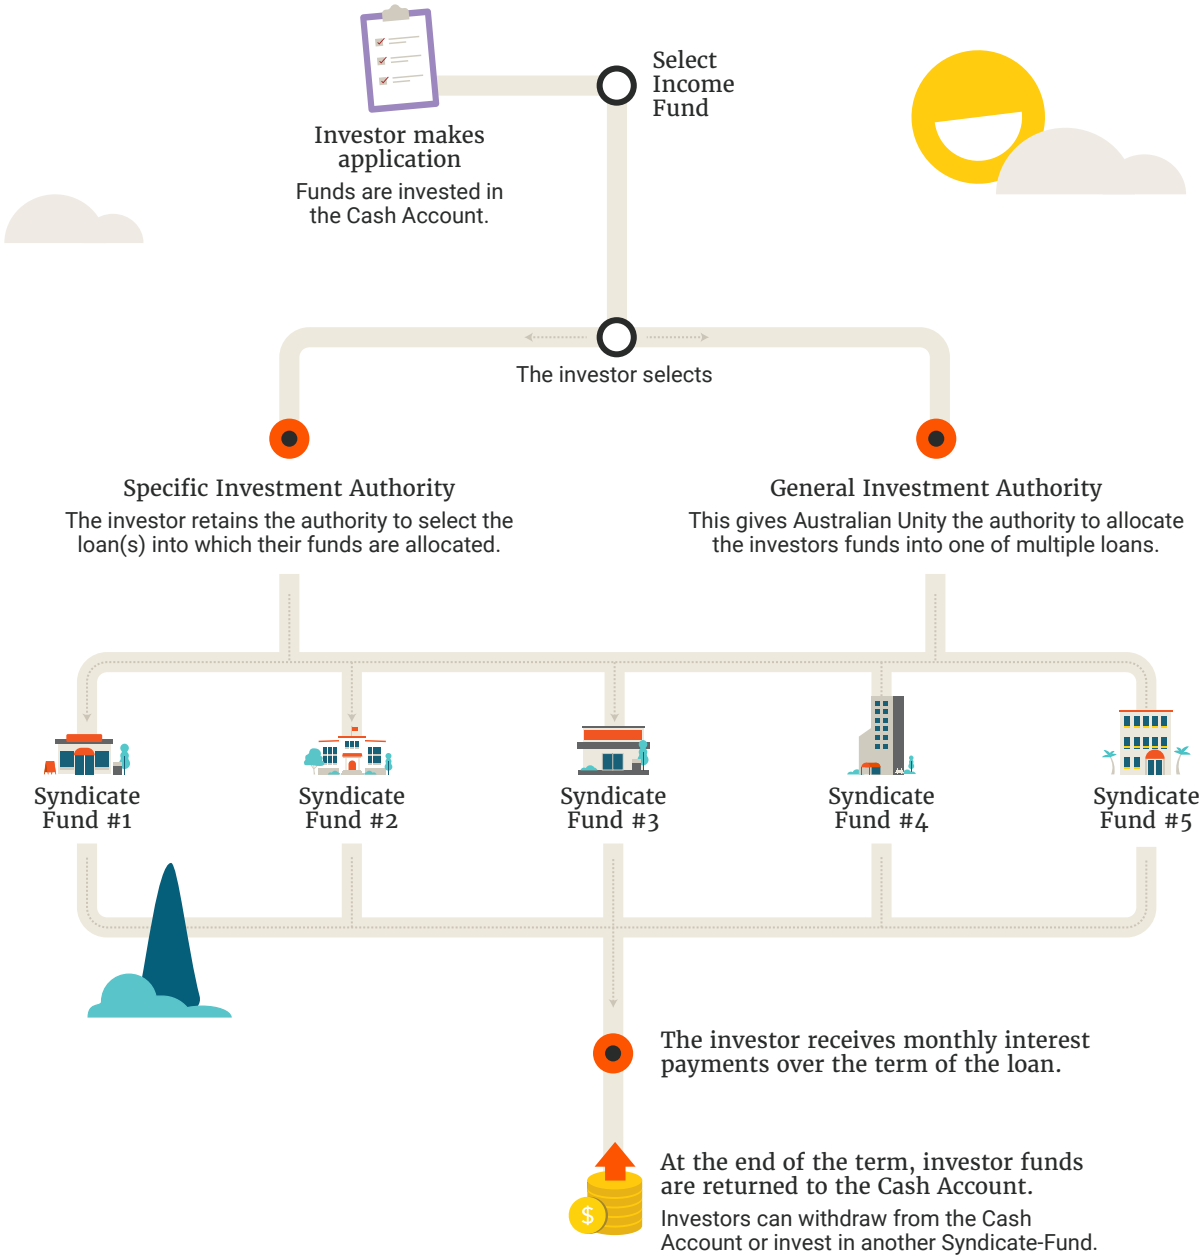 Select
Income
Fund
Investor makes
application
Funds are invested in
the Cash Account.
The investor selects
Specific Investment Authority
The investor retains the authority to select the
loan(s) into which their funds are allocated.
General Investment Authority
This gives Australian Unity the authority to allocate
the investors funds into one of multiple loans.
Syndicate
Fund #1
Syndicate
Fund #2
Syndicate
Fund #3
Syndicate
Fund #4
Syndicate
Fund #5
The investor receives monthly interest
payments over the term of the loan.
At the end of the term, investor funds
are returned to the Cash Account.
$
Investors can withdraw from the Cash
Account or invest in another Syndicate-Fund.